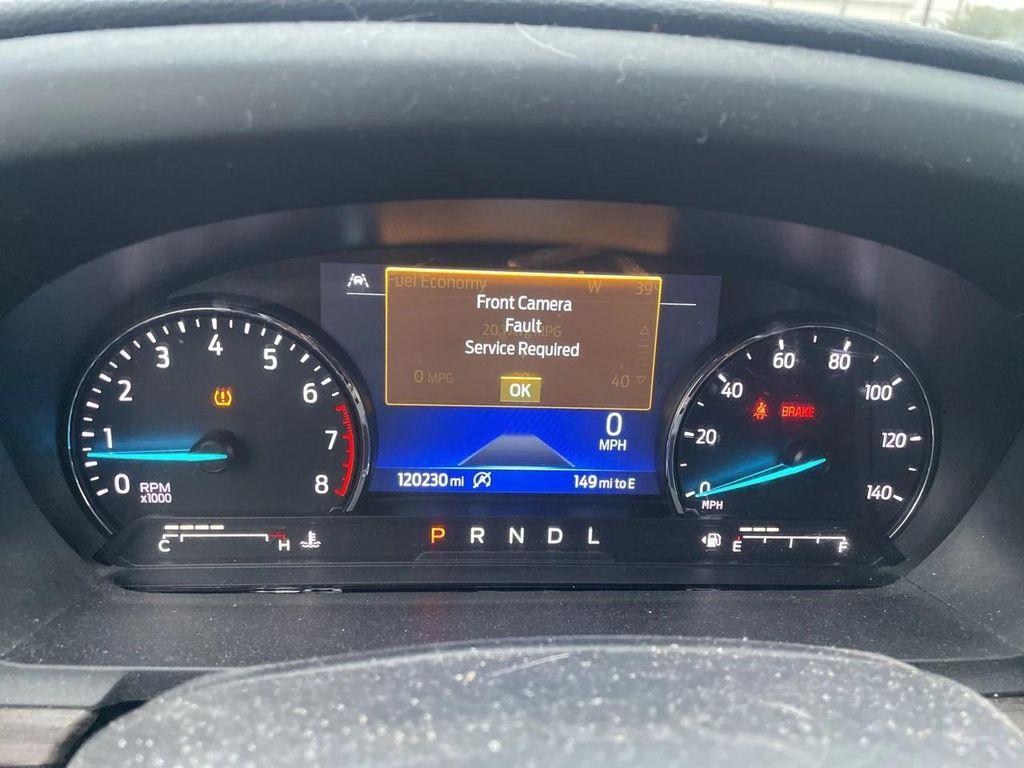 Fuel Economy W 39°
Front Camera
Fault
Service Required
OK
0 MPG
40
0
MPH
120230 mi
149 mi to E
0 1 2 3 4 5 6 7 8
RPM
x1000
0 20 40 60 80 100 120 140
MPH
BRAKE
C H
P R N D L
E F